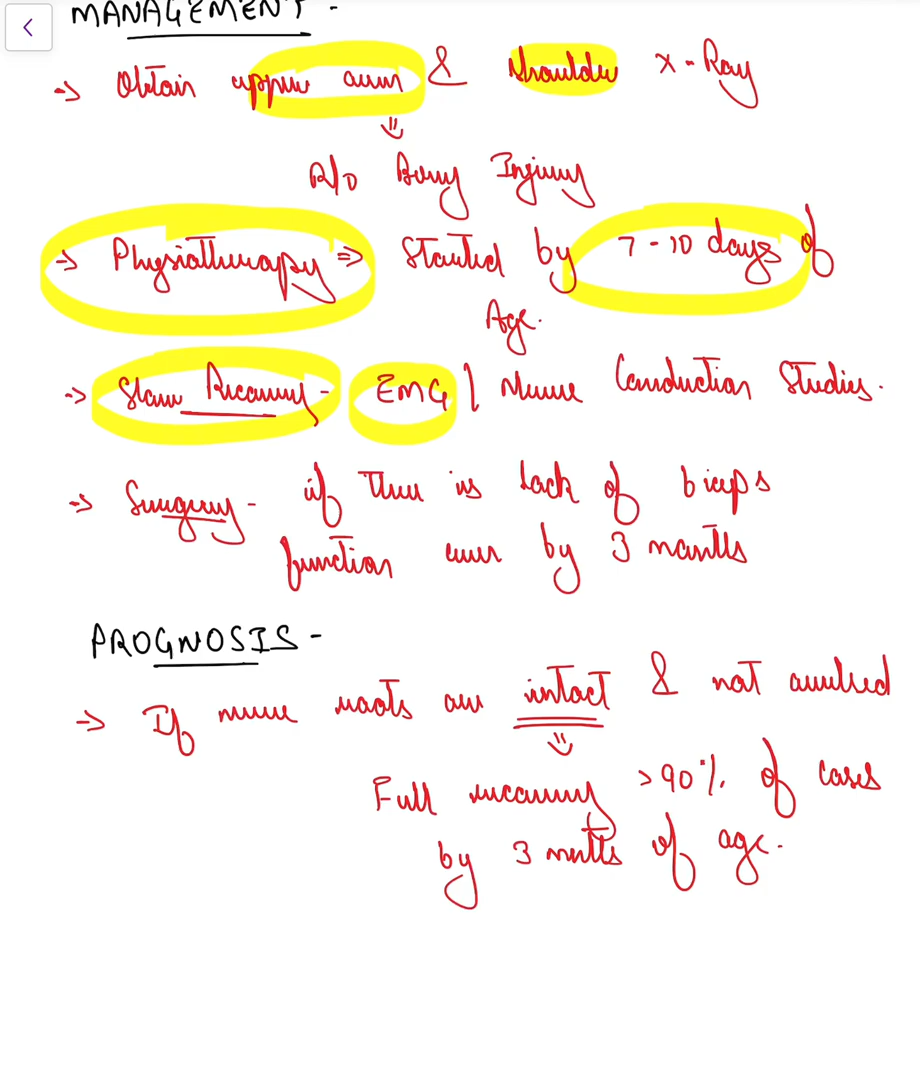 MANAGEMENT -
→ Obtain upper arm & shoulder x-Ray
⇓
R/o Bony Injury
→ Physiotherapy ⇒ Started by 7-10 days of
Age.
→ Slow Recovery - EMG | Nerve Conduction Studies.
→ Surgery - if there is lack of biceps
function even by 3 months
PROGNOSIS -
→ If nerve roots are intact & not avulsed
⇓
Full recovery >90% of cases
by 3 mnths of age.